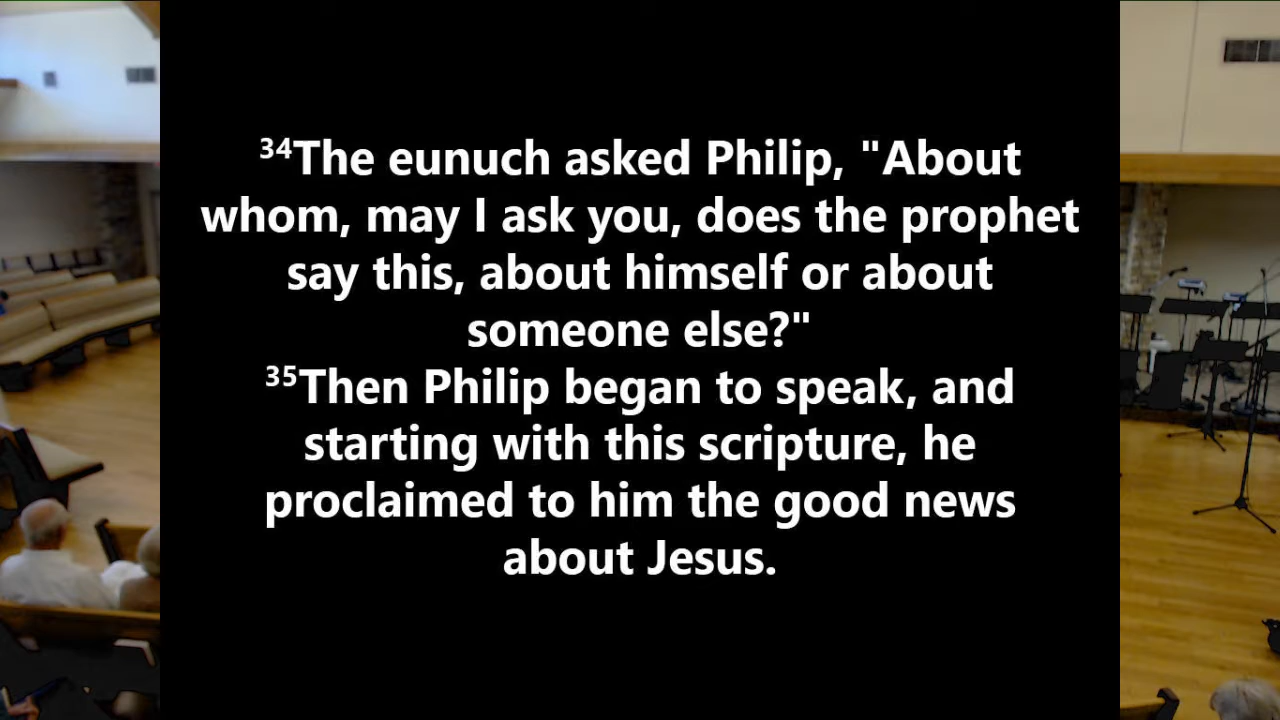 ³⁴The eunuch asked Philip, "About
whom, may I ask you, does the prophet
say this, about himself or about
someone else?"
³⁵Then Philip began to speak, and
starting with this scripture, he
proclaimed to him the good news
about Jesus.